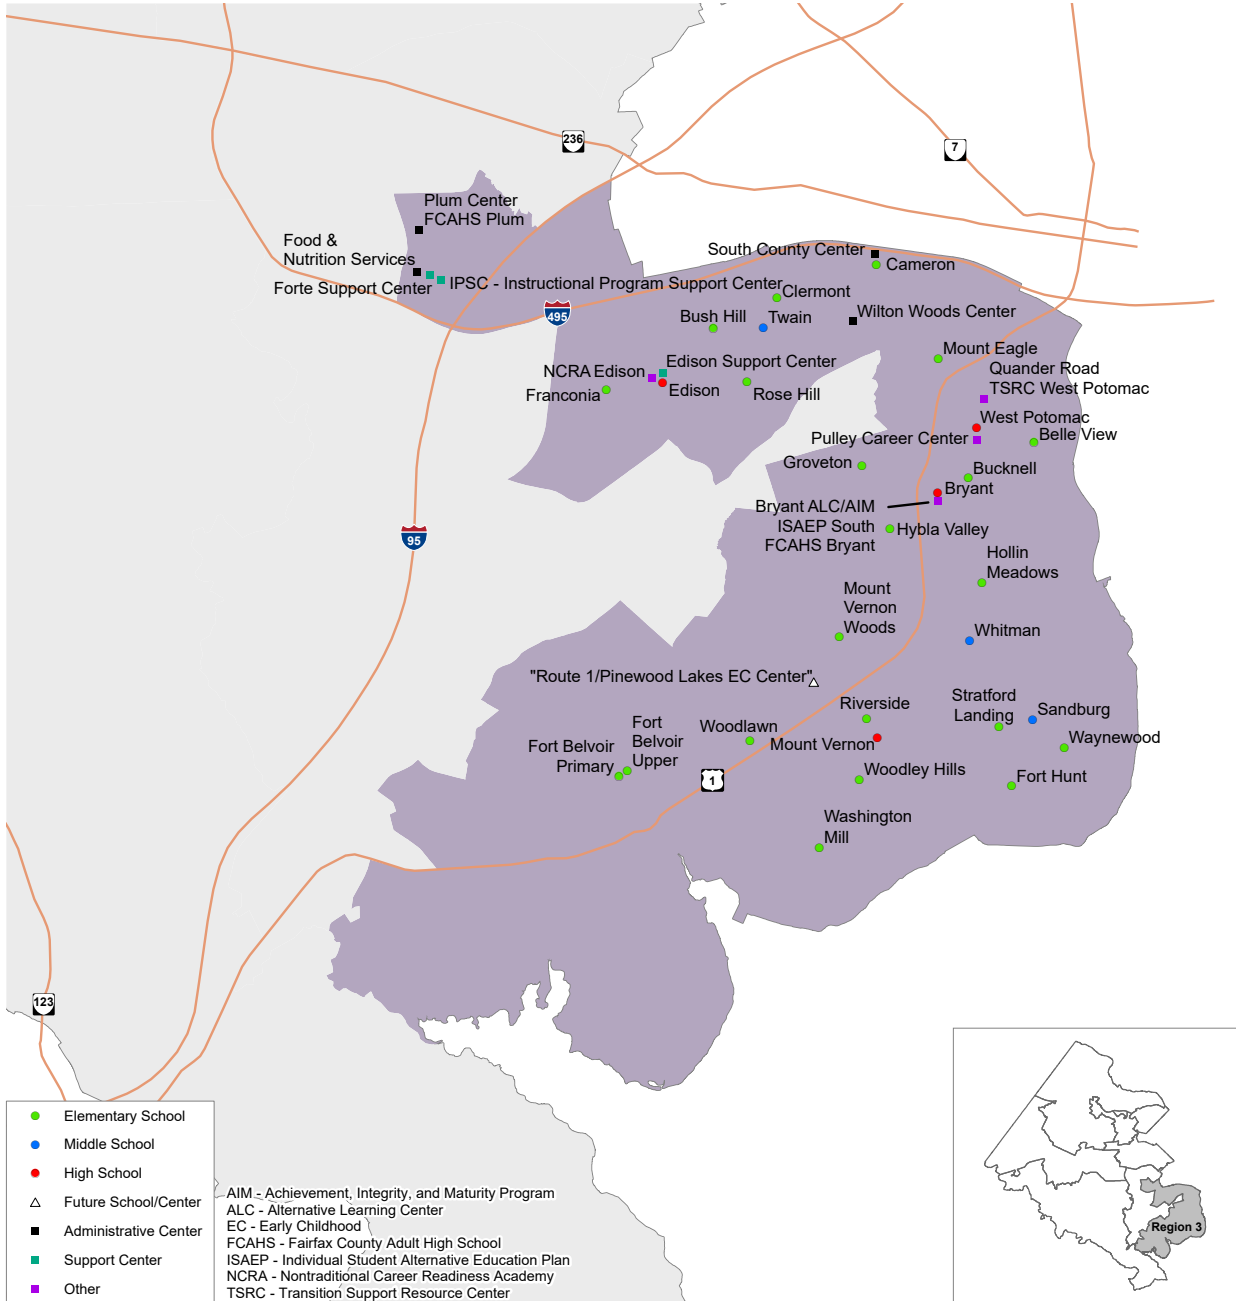 236
7
Plum Center
FCAHS Plum
Food &
Nutrition Services
Forte Support Center
IPSC - Instructional Program Support Center
South County Center
Cameron
Clermont
495
Bush Hill
Twain
Wilton Woods Center
Mount Eagle
NCRA Edison
Edison Support Center
Quander Road
TSRC West Potomac
Franconia
Edison
Rose Hill
West Potomac
Pulley Career Center
Belle View
Groveton
Bucknell
Bryant
Bryant ALC/AIM
ISAEP South
FCAHS Bryant
Hybla Valley
95
Hollin
Meadows
Mount
Vernon
Woods
Whitman
"Route 1/Pinewood Lakes EC Center"
Riverside
Stratford
Landing
Sandburg
Fort
Belvoir
Upper
Woodlawn
Mount Vernon
Waynewood
Fort Belvoir
Primary
1
Woodley Hills
Fort Hunt
Washington
Mill
123
Elementary School
Middle School
High School
Future School/Center
Administrative Center
Support Center
Other
AIM - Achievement, Integrity, and Maturity Program
ALC - Alternative Learning Center
EC - Early Childhood
FCAHS - Fairfax County Adult High School
ISAEP - Individual Student Alternative Education Plan
NCRA - Nontraditional Career Readiness Academy
TSRC - Transition Support Resource Center
Region 3